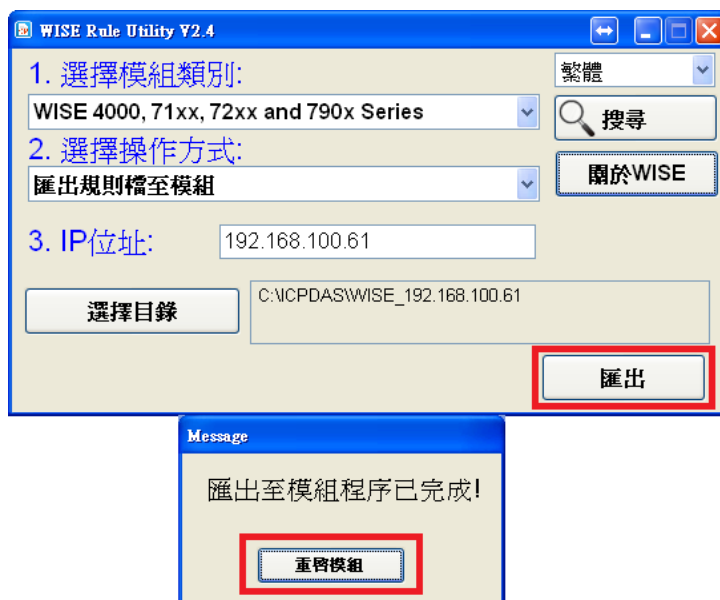 WISE Rule Utility V2.4
1. 選擇模組類別:
繁體
WISE 4000, 71xx, 72xx and 790x Series
搜尋
2. 選擇操作方式:
關於WISE
匯出規則檔至模組
3. IP位址:
192.168.100.61
選擇目錄
C:\ICPDAS\WISE_192.168.100.61
匯出
Message
匯出至模組程序已完成!
重啓模組